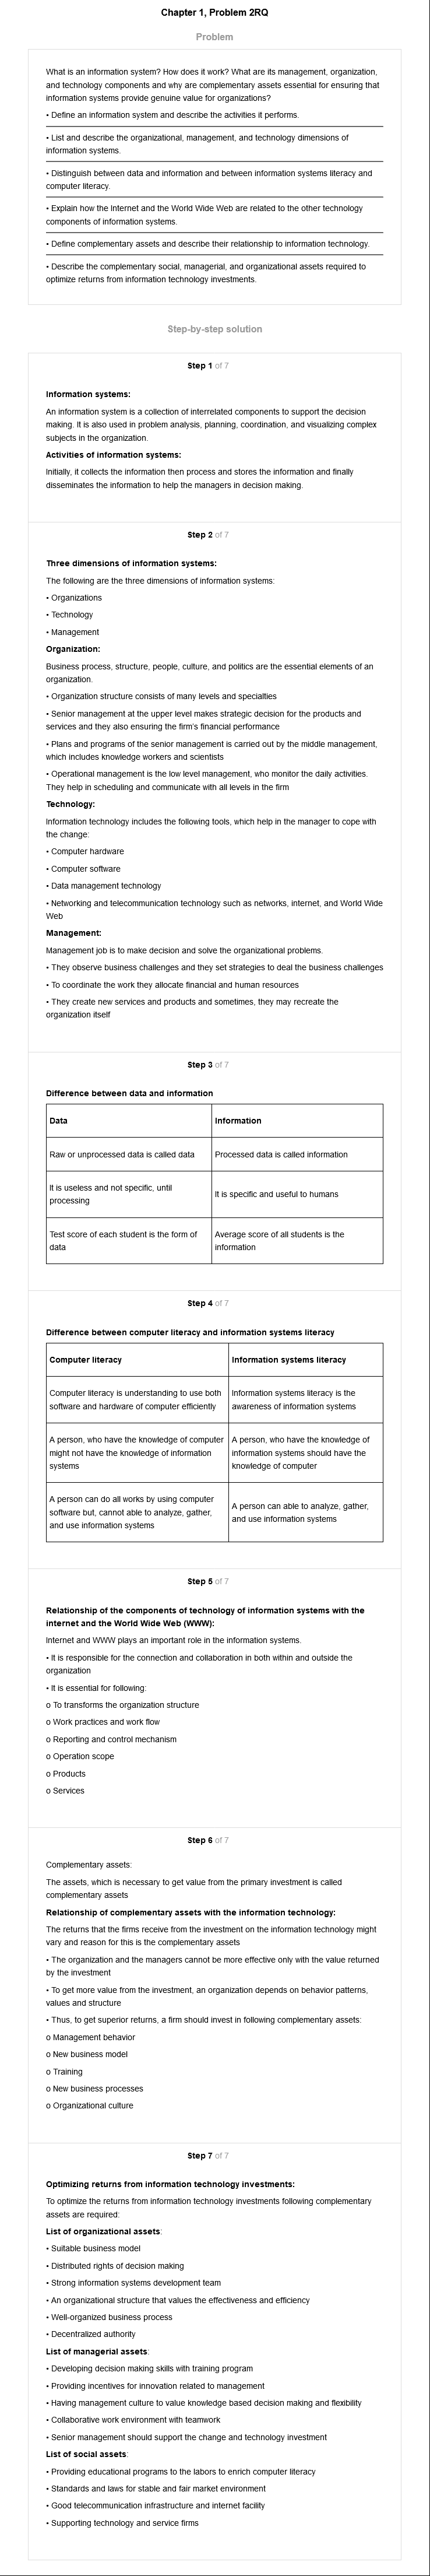 Chapter 1, Problem 2RQ
Problem
What is an information system? How does it work? What are its management, organization,
and technology components and why are complementary assets essential for ensuring that
information systems provide genuine value for organizations?
• Define an information system and describe the activities it performs.
• List and describe the organizational, management, and technology dimensions of
information systems.
• Distinguish between data and information and between information systems literacy and
computer literacy.
• Explain how the Internet and the World Wide Web are related to the other technology
components of information systems.
• Define complementary assets and describe their relationship to information technology.
• Describe the complementary social, managerial, and organizational assets required to
optimize returns from information technology investments.
Step-by-step solution
Step 1 of 7
Information systems:
An information system is a collection of interrelated components to support the decision
making. It is also used in problem analysis, planning, coordination, and visualizing complex
subjects in the organization.
Activities of information systems:
Initially, it collects the information then process and stores the information and finally
disseminates the information to help the managers in decision making.
Step 2 of 7
Three dimensions of information systems:
The following are the three dimensions of information systems:
• Organizations
• Technology
• Management
Organization:
Business process, structure, people, culture, and politics are the essential elements of an
organization.
• Organization structure consists of many levels and specialties
• Senior management at the upper level makes strategic decision for the products and
services and they also ensuring the firm's financial performance
• Plans and programs of the senior management is carried out by the middle management,
which includes knowledge workers and scientists
• Operational management is the low level management, who monitor the daily activities.
They help in scheduling and communicate with all levels in the firm
Technology:
Information technology includes the following tools, which help in the manager to cope with
the change:
• Computer hardware
• Computer software
• Data management technology
• Networking and telecommunication technology such as networks, internet, and World Wide
Web
Management:
Management job is to make decision and solve the organizational problems.
• They observe business challenges and they set strategies to deal the business challenges
• To coordinate the work they allocate financial and human resources
• They create new services and products and sometimes, they may recreate the
organization itself
Step 3 of 7
Difference between data and information
Data
Information
Raw or unprocessed data is called data
Processed data is called information
It is useless and not specific, until
processing
It is specific and useful to humans
Test score of each student is the form of
data
Average score of all students is the
information
Step 4 of 7
Difference between computer literacy and information systems literacy
Computer literacy
Information systems literacy
Computer literacy is understanding to use both
software and hardware of computer efficiently
Information systems literacy is the
awareness of information systems
A person, who have the knowledge of computer
might not have the knowledge of information
systems
A person, who have the knowledge of
information systems should have the
knowledge of computer
A person can do all works by using computer
software but, cannot able to analyze, gather,
and use information systems
A person can able to analyze, gather,
and use information systems
Step 5 of 7
Relationship of the components of technology of information systems with the
internet and the World Wide Web (WWW):
Internet and WWW plays an important role in the information systems.
• It is responsible for the connection and collaboration in both within and outside the
organization
• It is essential for following:
o To transforms the organization structure
o Work practices and work flow
o Reporting and control mechanism
o Operation scope
o Products
o Services
Step 6 of 7
Complementary assets:
The assets, which is necessary to get value from the primary investment is called
complementary assets
Relationship of complementary assets with the information technology:
The returns that the firms receive from the investment on the information technology might
vary and reason for this is the complementary assets
• The organization and the managers cannot be more effective only with the value returned
by the investment
• To get more value from the investment, an organization depends on behavior patterns,
values and structure
• Thus, to get superior returns, a firm should invest in following complementary assets:
o Management behavior
o New business model
o Training
o New business processes
o Organizational culture
Step 7 of 7
Optimizing returns from information technology investments:
To optimize the returns from information technology investments following complementary
assets are required:
List of organizational assets:
• Suitable business model
• Distributed rights of decision making
• Strong information systems development team
• An organizational structure that values the effectiveness and efficiency
• Well-organized business process
• Decentralized authority
List of managerial assets:
• Developing decision making skills with training program
• Providing incentives for innovation related to management
• Having management culture to value knowledge based decision making and flexibility
• Collaborative work environment with teamwork
• Senior management should support the change and technology investment
List of social assets:
• Providing educational programs to the labors to enrich computer literacy
• Standards and laws for stable and fair market environment
• Good telecommunication infrastructure and internet facility
• Supporting technology and service firms